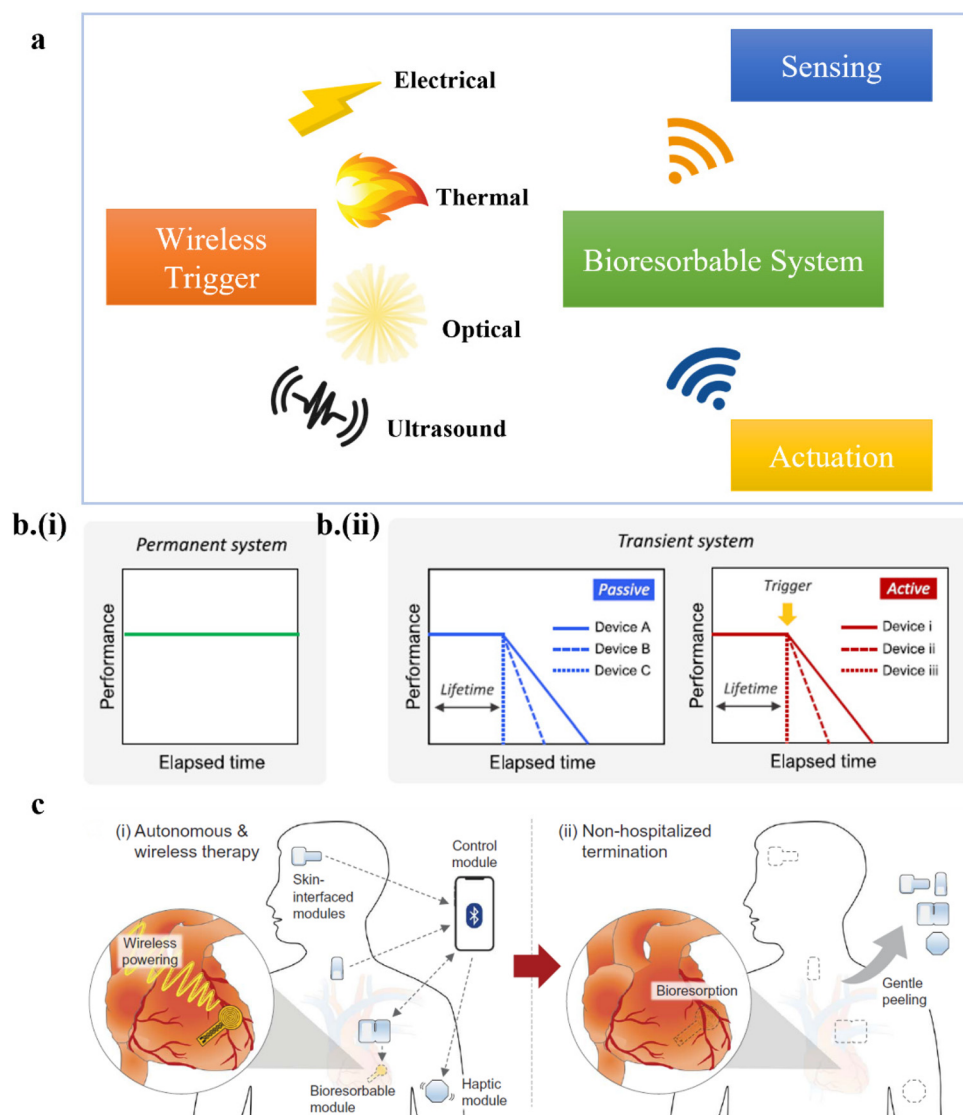 a
Electrical
Sensing
Thermal
Wireless
Trigger
Bioresorbable System
Optical
Ultrasound
Actuation
b.(i)
Permanent system
Performance
Elapsed time
b.(ii)
Transient system
Passive
Device A
Device B
Device C
Lifetime
Performance
Elapsed time
Trigger
Active
Device i
Device ii
Device iii
Lifetime
Performance
Elapsed time
c
(i) Autonomous &
wireless therapy
Control
module
Skin-
interfaced
modules
Wireless
powering
Bioresorbable
module
Haptic
module
(ii) Non-hospitalized
termination
Bioresorption
Gentle
peeling